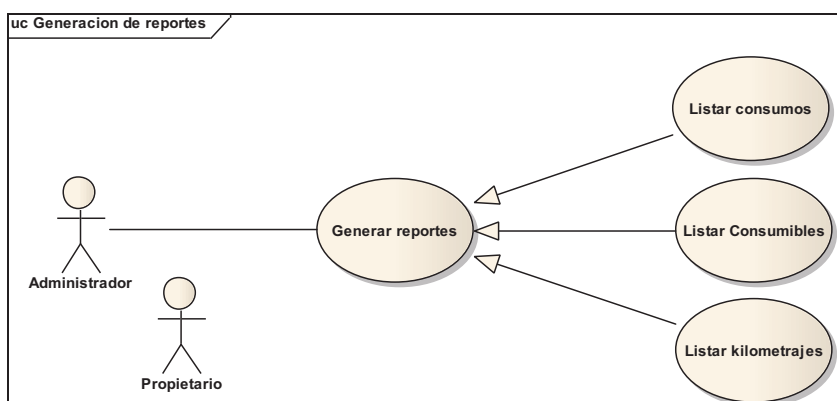 uc Generacion de reportes
Listar consumos
Generar reportes
Listar Consumibles
Administrador
Listar kilometrajes
Propietario